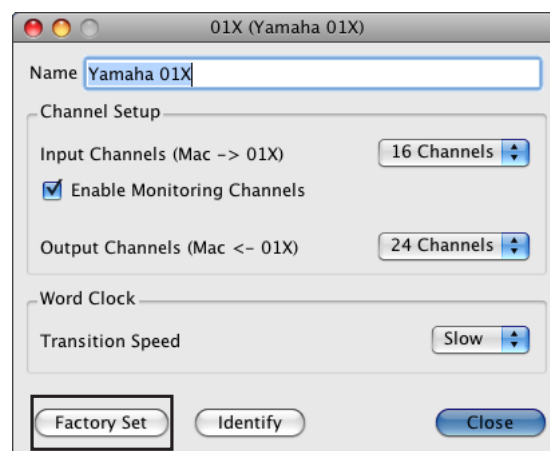 01X (Yamaha 01X)
Name Yamaha 01X
Channel Setup
Input Channels (Mac -> 01X) 16 Channels
Enable Monitoring Channels
Output Channels (Mac <- 01X) 24 Channels
Word Clock
Transition Speed Slow
Factory Set Identify Close